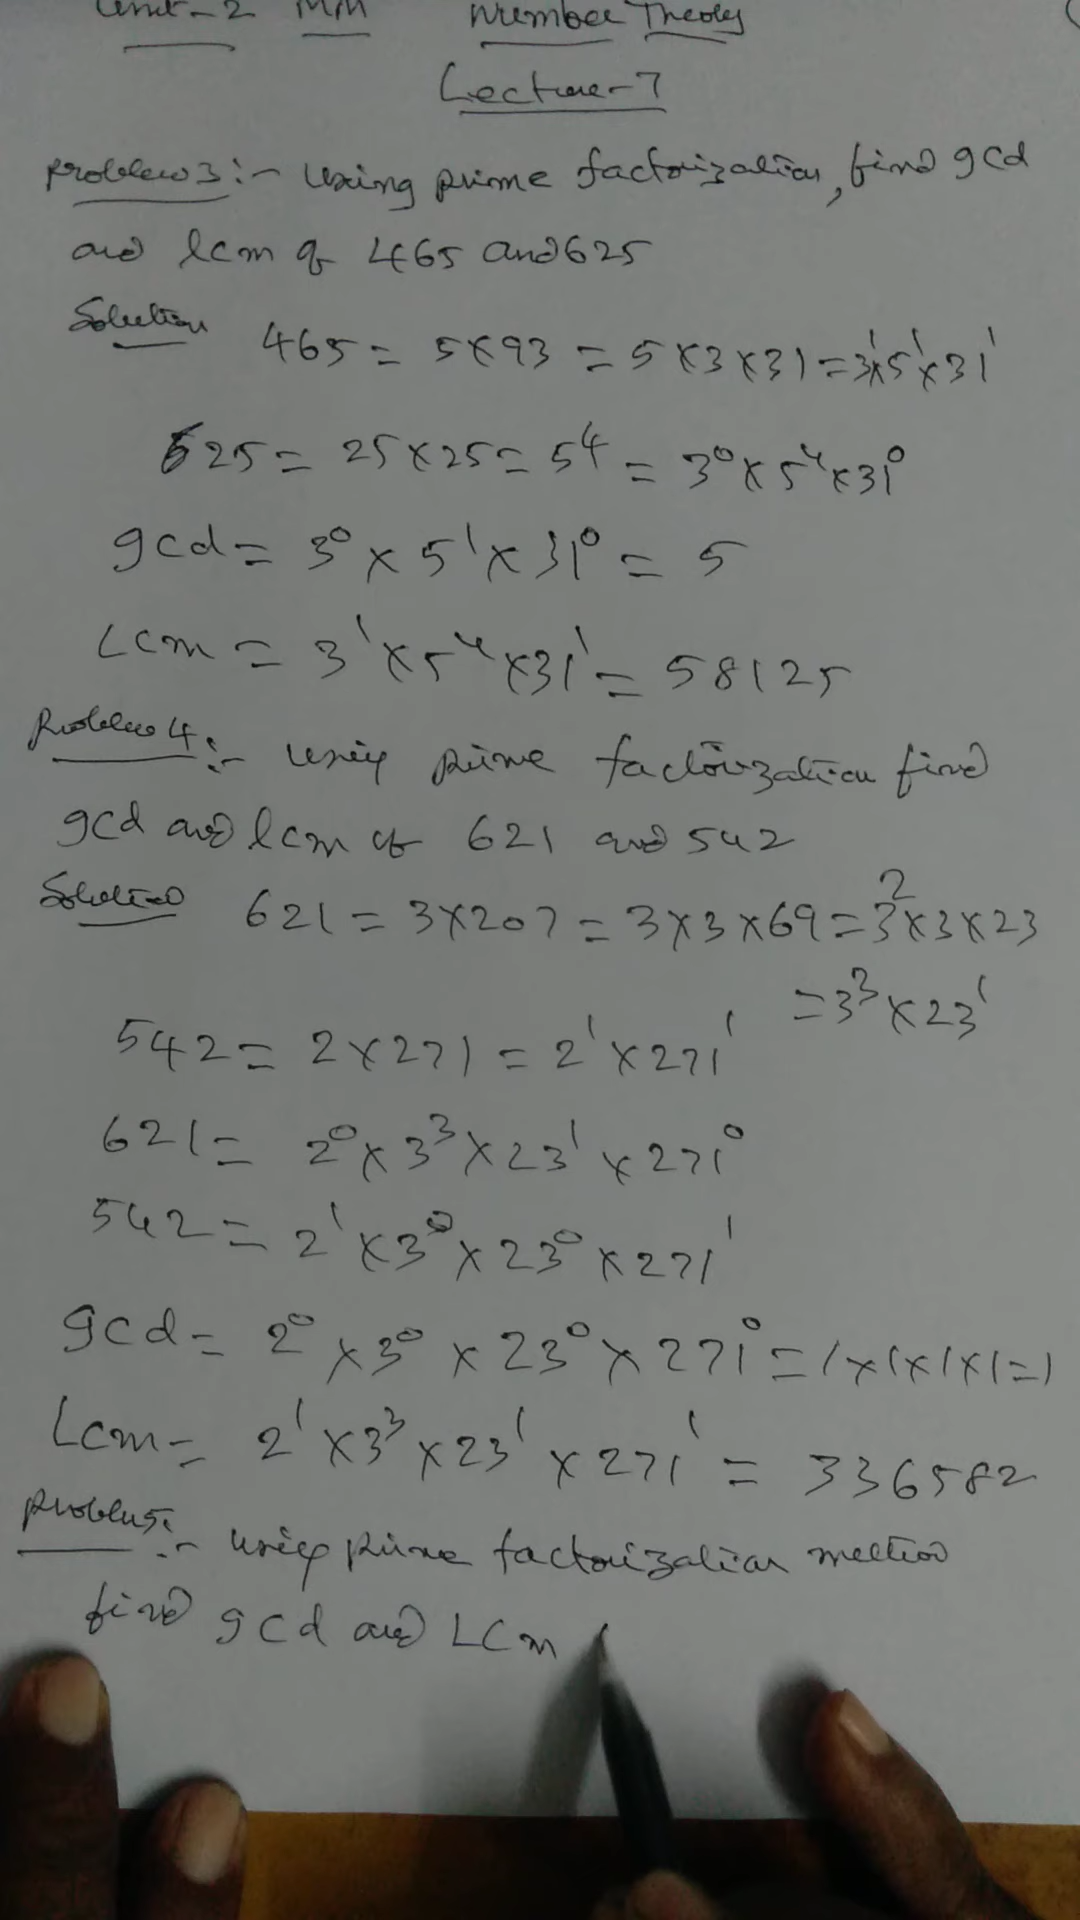 Unit-2 MM Number Theory
Lecture-7
Problem 3:- Using prime factorization, find gcd
and lcm of 465 and 625
Solution 465 = 5×93 = 5×3×31 = 3¹×5¹×31¹
625 = 25×25 = 5⁴ = 3⁰×5⁴×31⁰
gcd = 3⁰×5¹×31⁰ = 5
Lcm = 3¹×5⁴×31¹ = 58125
Problem 4:- Using prime factorization find
gcd and lcm of 621 and 542
Solution 621 = 3×207 = 3×3×69 = 3²×3×23
= 3³×23¹
542 = 2×271 = 2¹×271¹
621 = 2⁰×3³×23¹×271⁰
542 = 2¹×3⁰×23⁰×271¹
gcd = 2⁰×3⁰×23⁰×271⁰ = 1×1×1×1 = 1
Lcm = 2¹×3³×23¹×271¹ = 336582
Problem 5:- Using prime factorization method
find gcd and LCm